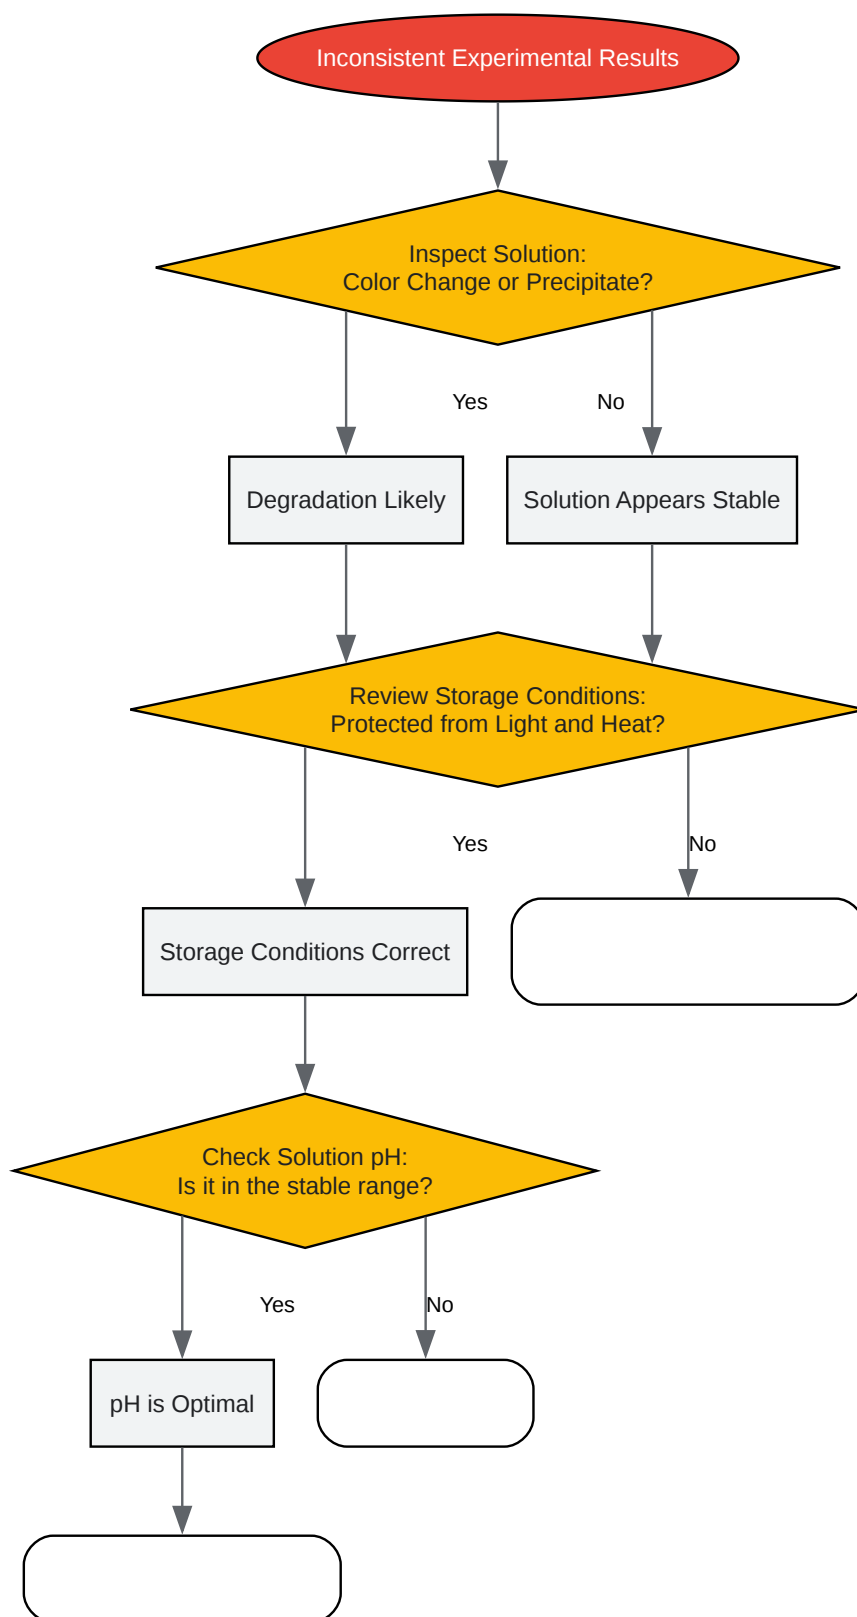 Inconsistent Experimental Results
Inspect Solution:
Color Change or Precipitate?
Yes
No
Degradation Likely
Solution Appears Stable
Review Storage Conditions:
Protected from Light and Heat?
Yes
No
Storage Conditions Correct
Check Solution pH:
Is it in the stable range?
Yes
No
pH is Optimal